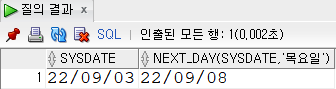 질의 결과 ×
SQL | 인출된 모든 행: 1(0,002초)
SYSDATE NEXT_DAY(SYSDATE,'목요일')
1 22/09/03 22/09/08